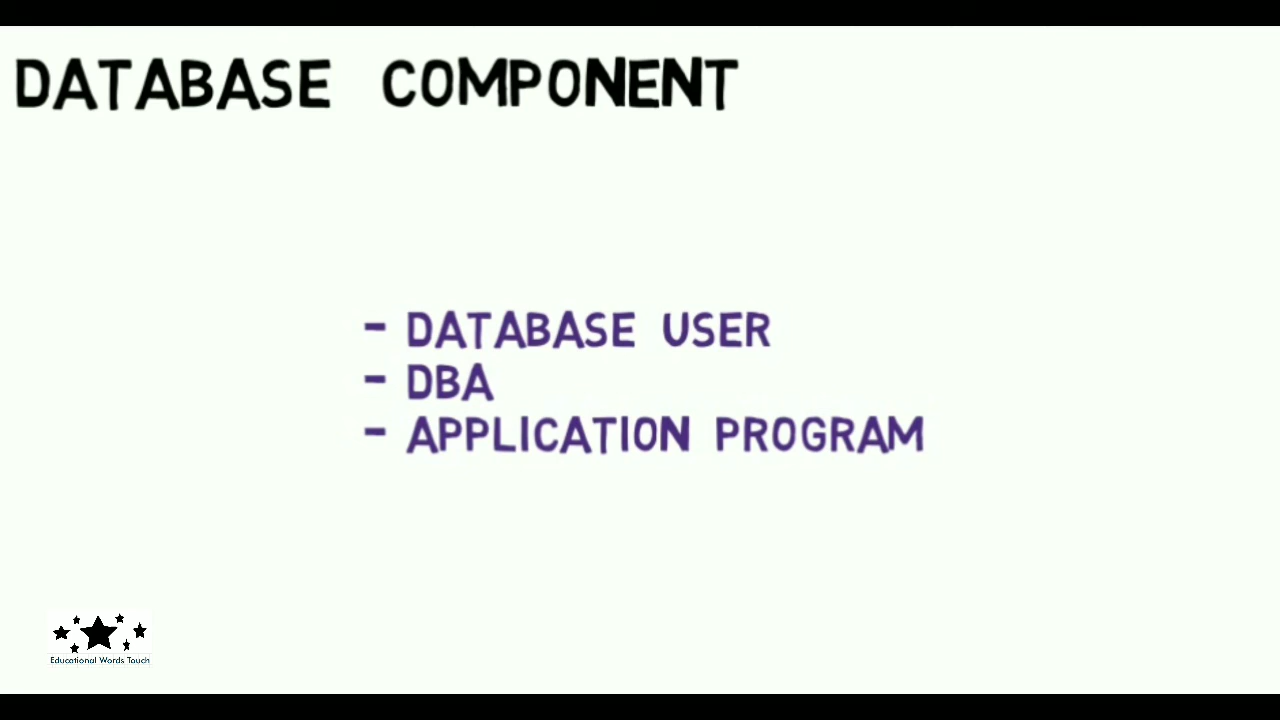 DATABASE COMPONENT
- DATABASE USER
- DBA
- APPLICATION PROGRAM
Educational Words Touch